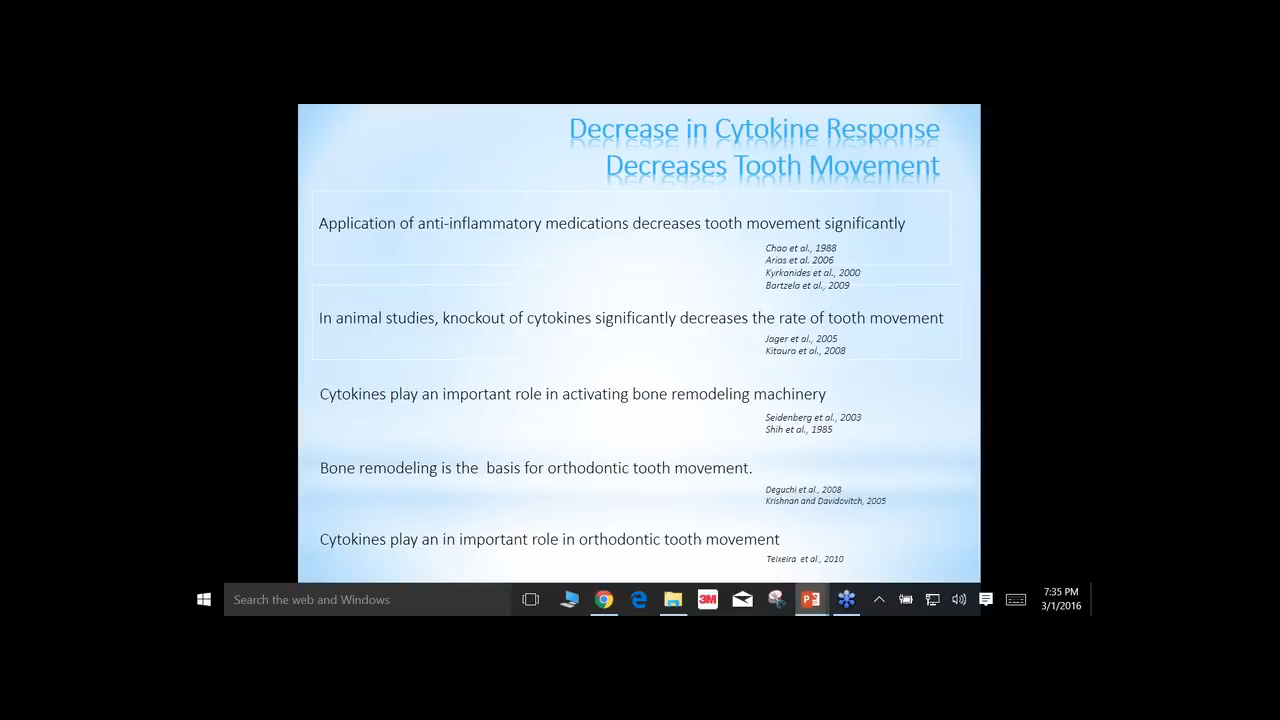 Decrease in Cytokine Response
Decreases Tooth Movement
Application of anti-inflammatory medications decreases tooth movement significantly
Chao et al., 1988
Arias et al. 2006
Kyrkanides et al., 2000
Bartzela et al., 2009
In animal studies, knockout of cytokines significantly decreases the rate of tooth movement
Jager et al., 2005
Kitaura et al., 2008
Cytokines play an important role in activating bone remodeling machinery
Seidenberg et al., 2003
Shih et al., 1985
Bone remodeling is the basis for orthodontic tooth movement.
Deguchi et al., 2008
Krishnan and Davidovitch, 2005
Cytokines play an in important role in orthodontic tooth movement
Teixeira et al., 2010
Search the web and Windows
3M
7:35 PM
3/1/2016